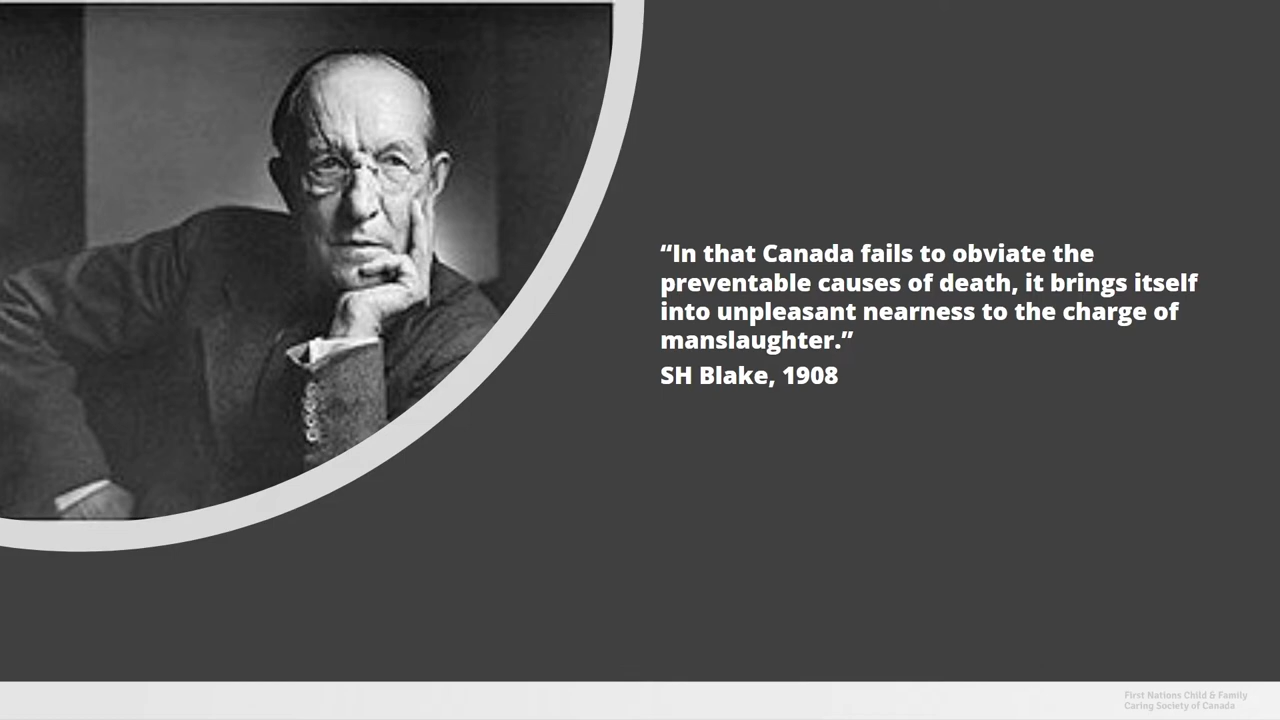 “In that Canada fails to obviate the
preventable causes of death, it brings itself
into unpleasant nearness to the charge of
manslaughter.”
SH Blake, 1908
First Nations Child & Family
Caring Society of Canada